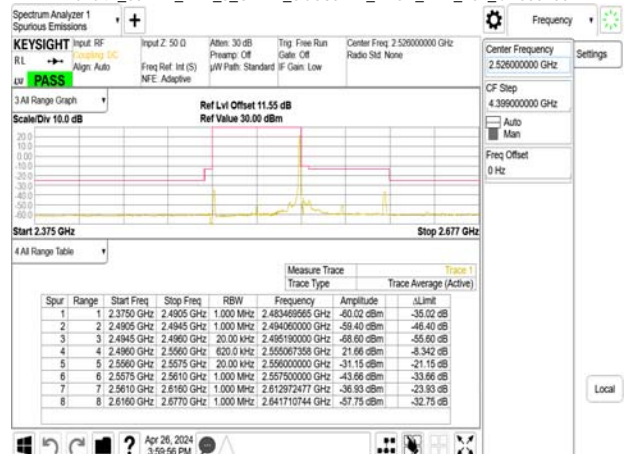 Spectrum Analyzer 1
Spurious Emissions
+
Frequency
KEYSIGHT
RL
PASS
Input: RF
Coupling: DC
Align: Auto
Input Z: 50 Ω
Freq Ref: Int (S)
NFE: Adaptive
Atten: 30 dB
Preamp: Off
µW Path: Standard
Trig: Free Run
Gate: Off
IF Gain: Low
Center Freq: 2.526000000 GHz
Radio Std: None
Center Frequency
2.526000000 GHz
Settings
CF Step
4.399000000 GHz
Auto
Man
Freq Offset
0 Hz
Local
3 All Range Graph
Scale/Div 10.0 dB
Ref Lvl Offset 11.55 dB
Ref Value 30.00 dBm
20.0
10.0
0.00
-10.0
-20.0
-30.0
-40.0
-50.0
-60.0
Start 2.375 GHz
Stop 2.677 GHz
4 All Range Table
Measure Trace Trace 1
Trace Type Trace Average (Active)
Spur Range Start Freq Stop Freq RBW Frequency Amplitude ΔLimit
1 1 2.3750 GHz 2.4905 GHz 1.000 MHz 2.483469565 GHz -60.02 dBm -35.02 dB
2 2 2.4905 GHz 2.4945 GHz 1.000 MHz 2.494060000 GHz -59.40 dBm -46.40 dB
3 3 2.4945 GHz 2.4960 GHz 20.00 kHz 2.495190000 GHz -68.60 dBm -55.60 dB
4 4 2.4960 GHz 2.5560 GHz 620.0 kHz 2.555067358 GHz 21.66 dBm -8.342 dB
5 5 2.5560 GHz 2.5575 GHz 20.00 kHz 2.556000000 GHz -31.15 dBm -21.15 dB
6 6 2.5575 GHz 2.5610 GHz 1.000 MHz 2.557500000 GHz -43.66 dBm -33.66 dB
7 7 2.5610 GHz 2.6160 GHz 1.000 MHz 2.612972477 GHz -36.93 dBm -23.93 dB
8 8 2.6160 GHz 2.6770 GHz 1.000 MHz 2.641710744 GHz -57.75 dBm -32.75 dB
?
Apr 26, 2024
3:59:56 PM